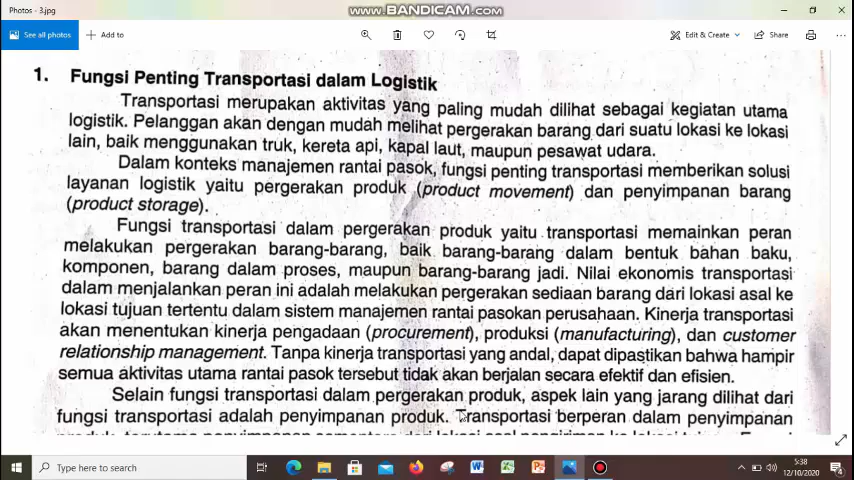 Photos - 3.jpg
www.BANDICAM.com
See all photos
Add to
Edit & Create
Share
1. Fungsi Penting Transportasi dalam Logistik
Transportasi merupakan aktivitas yang paling mudah dilihat sebagai kegiatan utama
logistik. Pelanggan akan dengan mudah melihat pergerakan barang dari suatu lokasi ke lokasi
lain, baik menggunakan truk, kereta api, kapal laut, maupun pesawat udara.
Dalam konteks manajemen rantai pasok, fungsi penting transportasi memberikan solusi
layanan logistik yaitu pergerakan produk (product movement) dan penyimpanan barang
(product storage).
Fungsi transportasi dalam pergerakan produk yaitu transportasi memainkan peran
melakukan pergerakan barang-barang, baik barang-barang dalam bentuk bahan baku,
komponen, barang dalam proses, maupun barang-barang jadi. Nilai ekonomis transportasi
dalam menjalankan peran ini adalah melakukan pergerakan sediaan barang dari lokasi asal ke
lokasi tujuan tertentu dalam sistem manajemen rantai pasokan perusahaan. Kinerja transportasi
akan menentukan kinerja pengadaan (procurement), produksi (manufacturing), dan customer
relationship management. Tanpa kinerja transportasi yang andal, dapat dipastikan bahwa hampir
semua aktivitas utama rantai pasok tersebut tidak akan berjalan secara efektif dan efisien.
Selain fungsi transportasi dalam pergerakan produk, aspek lain yang jarang dilihat dari
fungsi transportasi adalah penyimpanan produk. Transportasi berperan dalam penyimpanan
Type here to search
5:38
12/10/2020